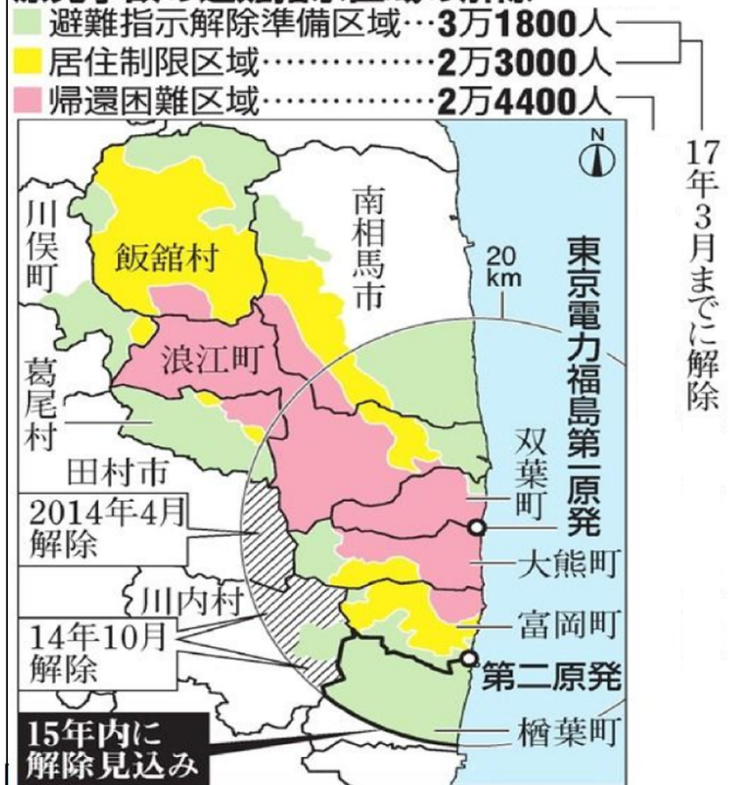 避難指示解除準備区域…3万1800人
居住制限区域……………2万3000人
帰還困難区域……………2万4400人
17年3月までに解除
N
川俣町
飯舘村
南相馬市
20
km
東京電力福島第一原発
浪江町
葛尾村
田村市
双葉町
2014年4月
解除
大熊町
川内村
富岡町
14年10月
解除
第二原発
楢葉町
15年内に
解除見込み